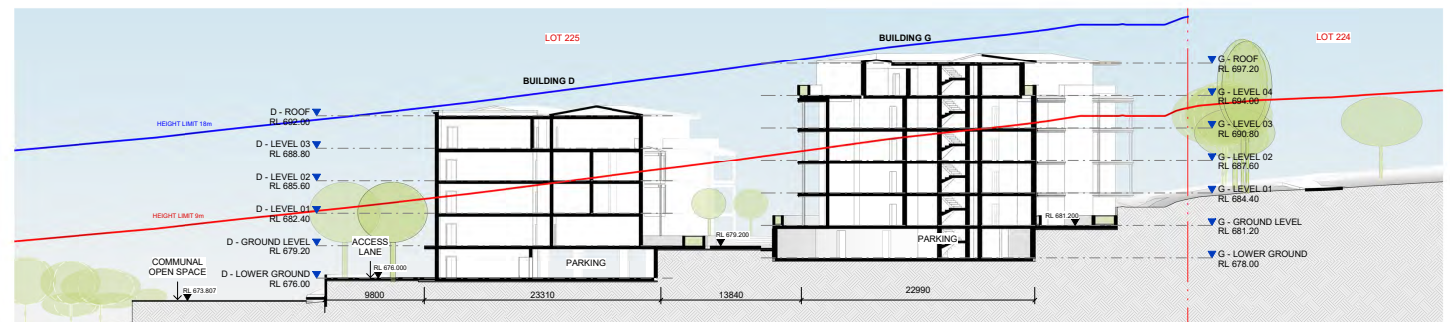 LOT 225
BUILDING G
LOT 224
BUILDING D
HEIGHT LIMIT 18m
HEIGHT LIMIT 9m
D - ROOF
RL 692.00
D - LEVEL 03
RL 688.80
D - LEVEL 02
RL 685.60
D - LEVEL 01
RL 682.40
D - GROUND LEVEL
RL 679.20
D - LOWER GROUND
RL 676.00
COMMUNAL
OPEN SPACE
RL 673.807
ACCESS
LANE
RL 676.000
PARKING
RL 679.200
PARKING
RL 681.200
9800
23310
13840
22990
G - ROOF
RL 697.20
G - LEVEL 04
RL 694.00
G - LEVEL 03
RL 690.80
G - LEVEL 02
RL 687.60
G - LEVEL 01
RL 684.40
G - GROUND LEVEL
RL 681.20
G - LOWER GROUND
RL 678.00